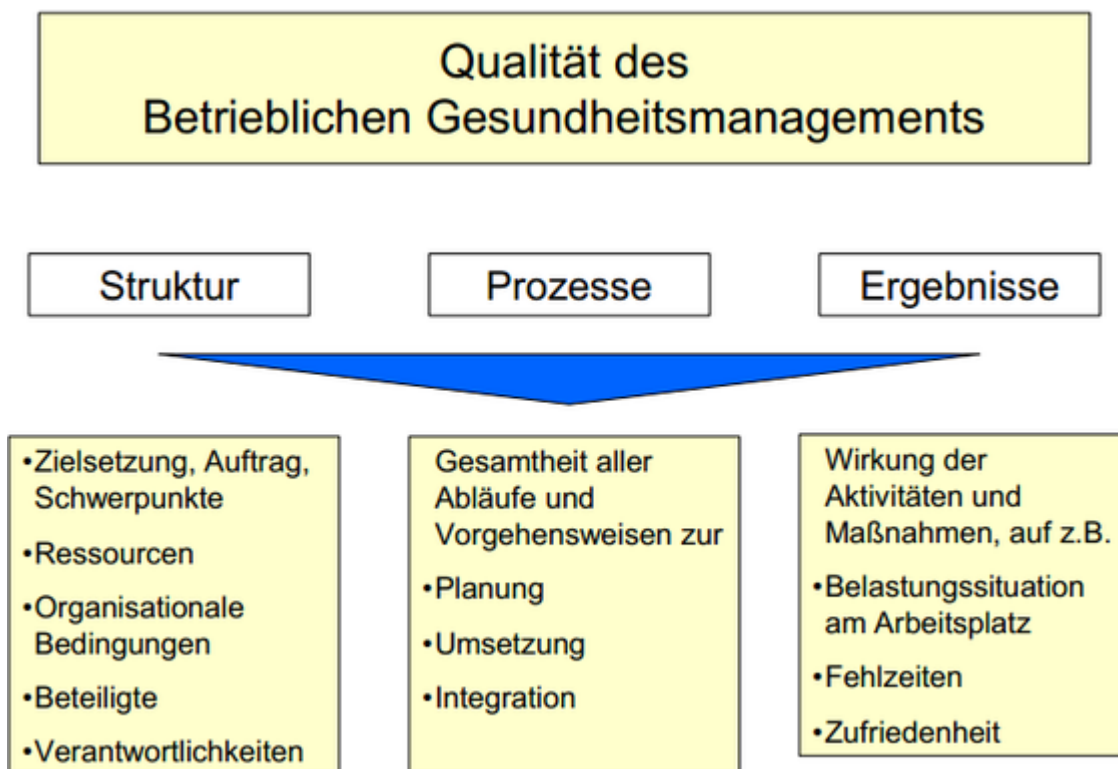 Qualität des
Betrieblichen Gesundheitsmanagements
Struktur
Prozesse
Ergebnisse
•Zielsetzung, Auftrag,
Schwerpunkte
•Ressourcen
•Organisationale
Bedingungen
•Beteiligte
•Verantwortlichkeiten
Gesamtheit aller
Abläufe und
Vorgehensweisen zur
•Planung
•Umsetzung
•Integration
Wirkung der
Aktivitäten und
Maßnahmen, auf z.B.
•Belastungssituation
am Arbeitsplatz
•Fehlzeiten
•Zufriedenheit